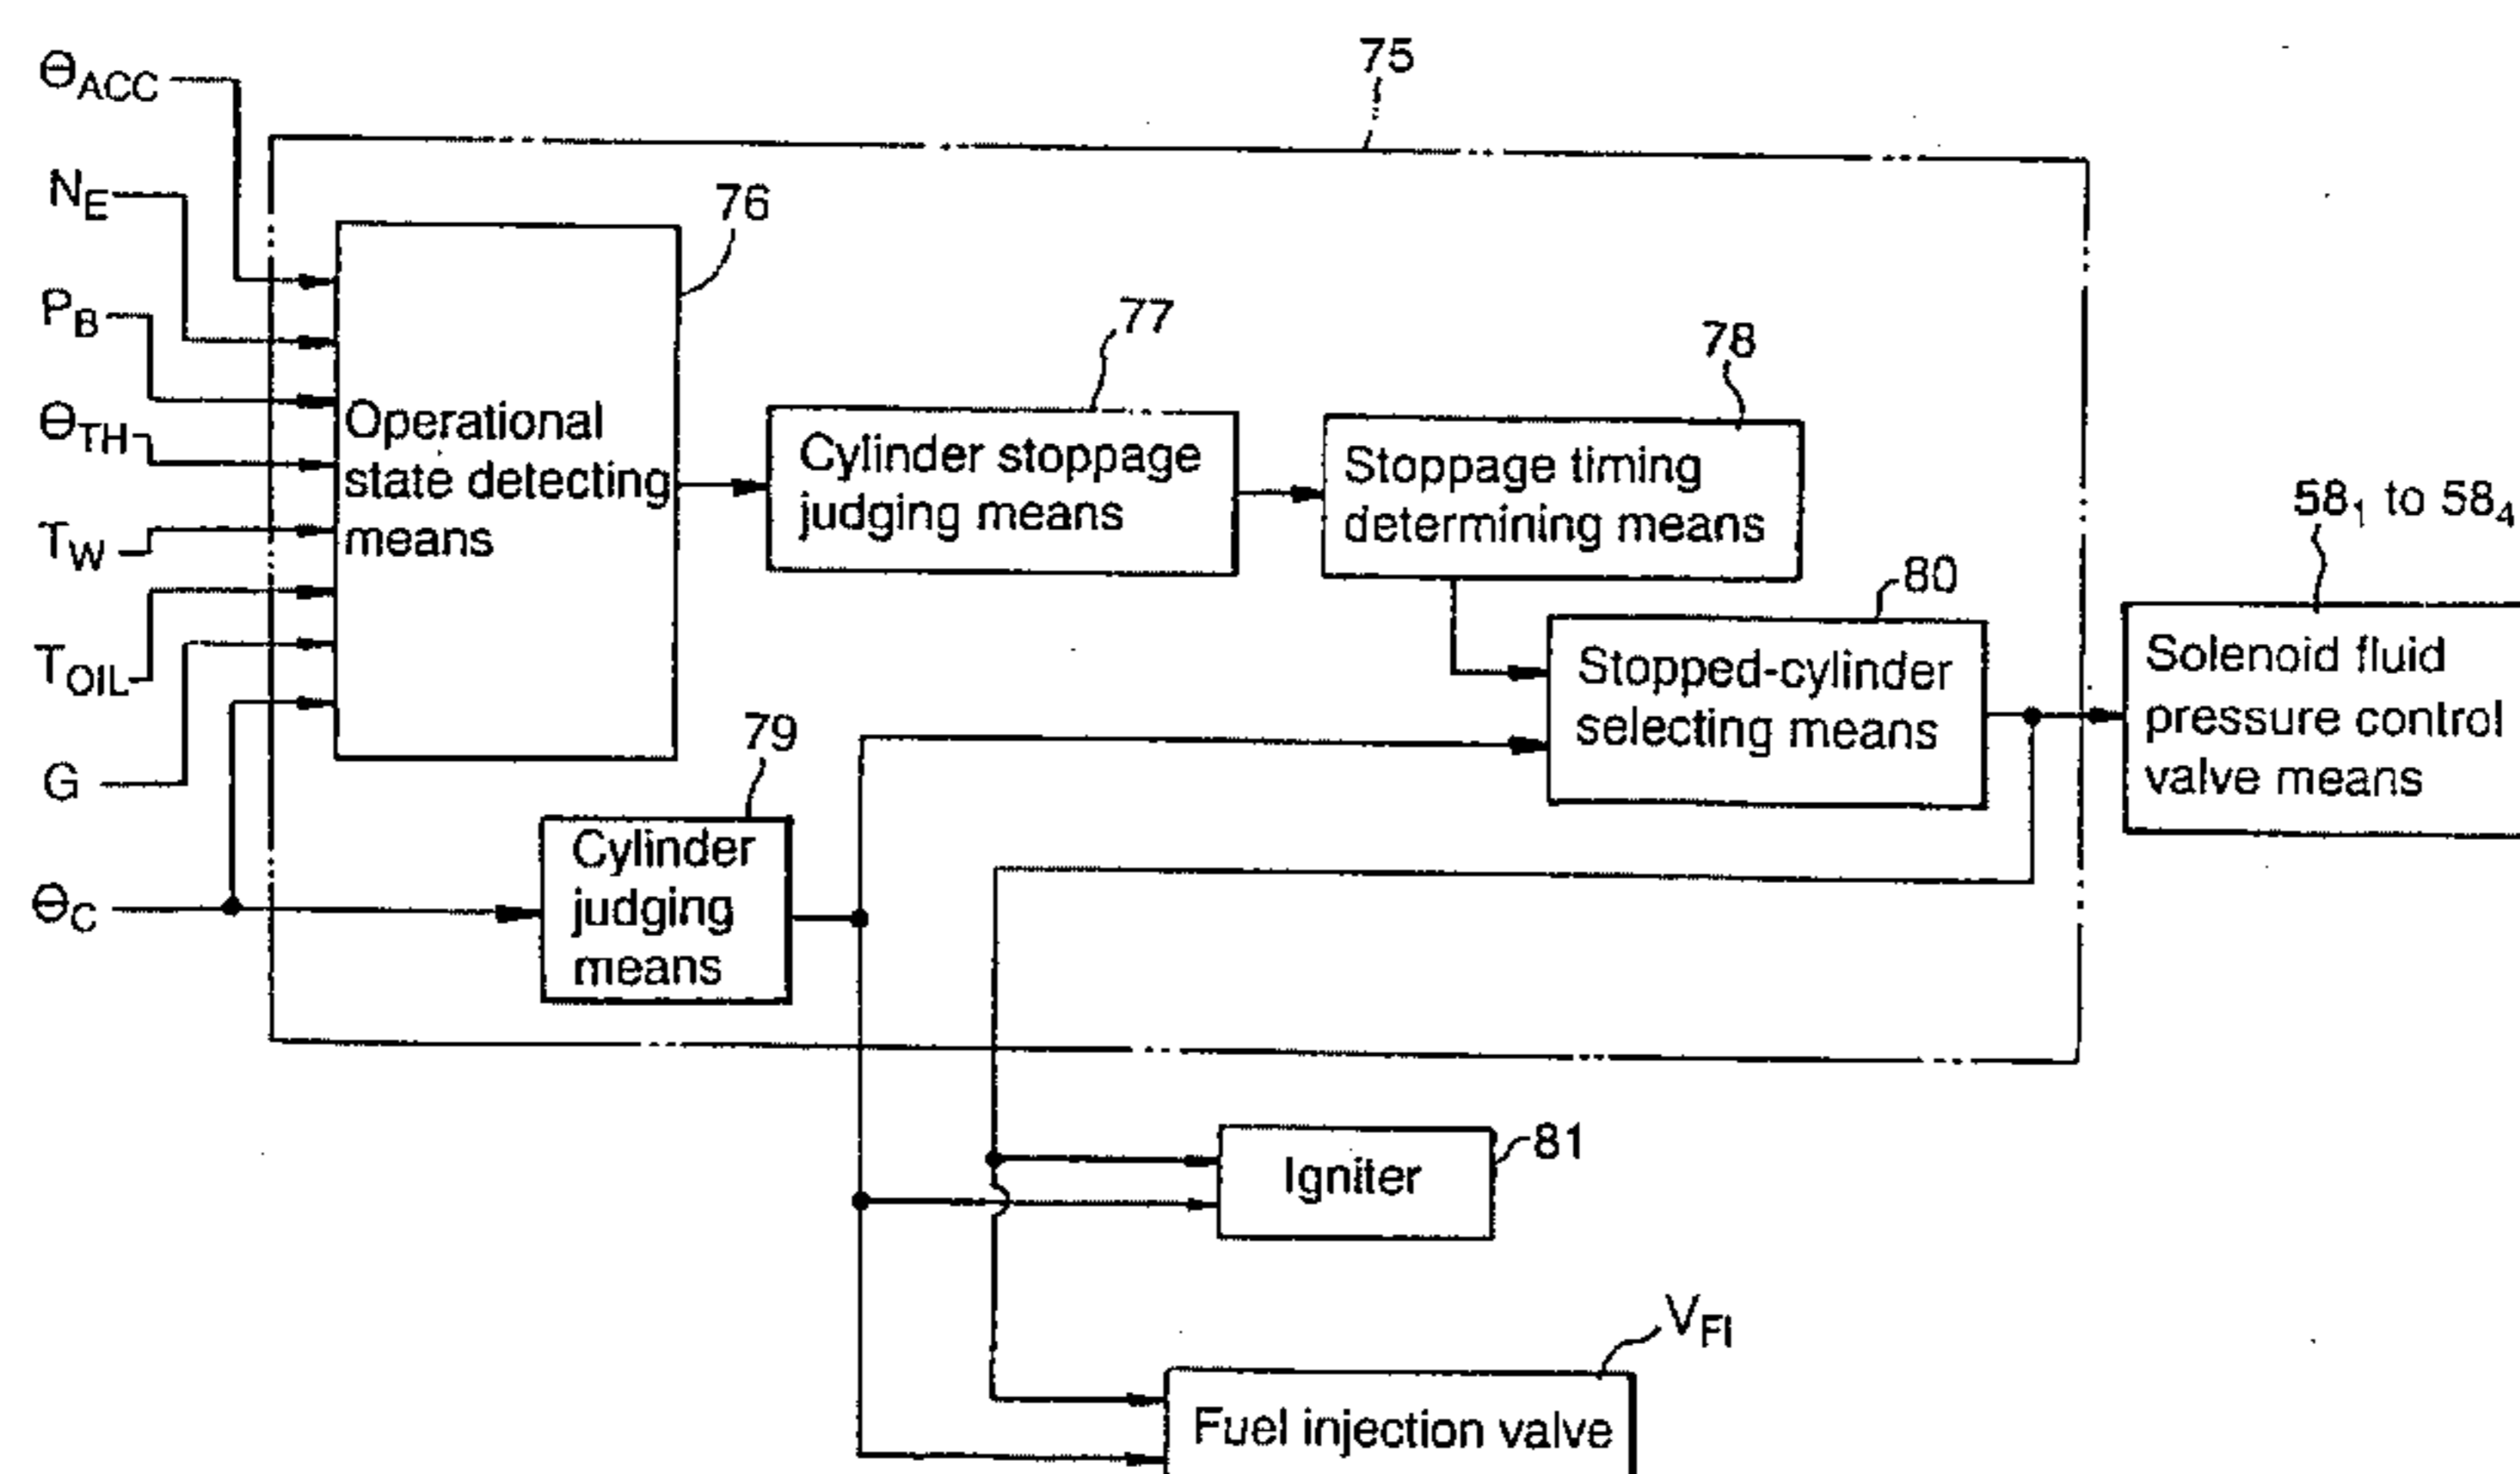 75
ΘACC
NE
76
PB
77
78
ΘTH
Operational
state detecting
means
Cylinder stoppage
judging means
Stoppage timing
determining means
58₁ to 58₄
TW
80
TOIL
Stopped-cylinder
selecting means
Solenoid fluid
pressure control
valve means
79
G
Cylinder
judging
means
ΘC
81
Igniter
VFI
Fuel injection valve